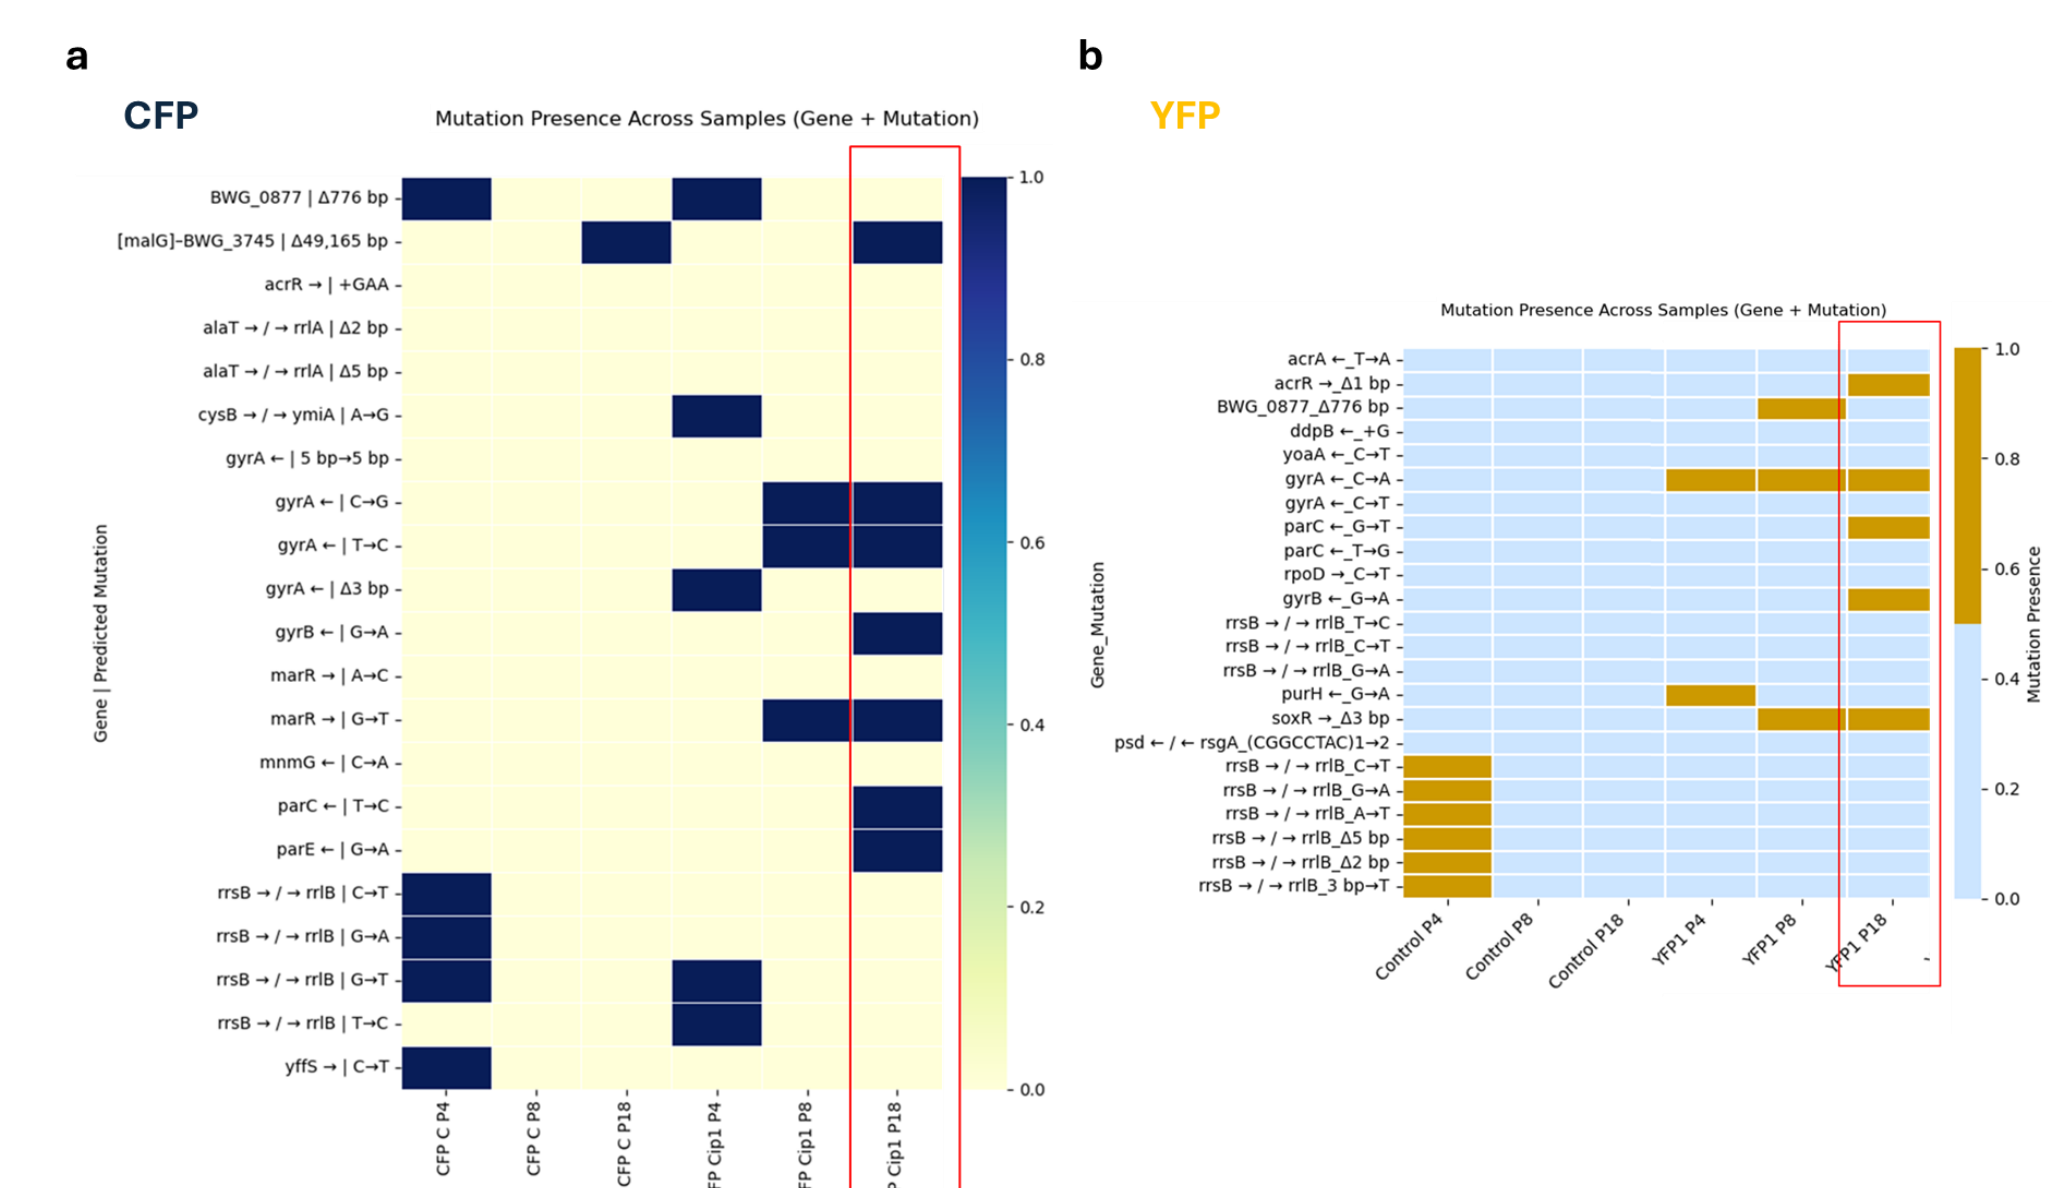 a
CFP
Mutation Presence Across Samples (Gene + Mutation)
Gene | Predicted Mutation
BWG_0877 | Δ776 bp
[malG]–BWG_3745 | Δ49,165 bp
acrR → | +GAA
alaT → / → rrlA | Δ2 bp
alaT → / → rrlA | Δ5 bp
cysB → / → ymiA | A→G
gyrA ← | 5 bp→5 bp
gyrA ← | C→G
gyrA ← | T→C
gyrA ← | Δ3 bp
gyrB ← | G→A
marR → | A→C
marR → | G→T
mnmG ← | C→A
parC ← | T→C
parE ← | G→A
rrsB → / → rrlB | C→T
rrsB → / → rrlB | G→A
rrsB → / → rrlB | G→T
rrsB → / → rrlB | T→C
yffS → | C→T
CFP C P4
CFP C P8
CFP C P18
FP Cip1 P4
FP Cip1 P8
P Cip1 P18
1.0
0.8
0.6
0.4
0.2
0.0
b
YFP
Mutation Presence Across Samples (Gene + Mutation)
Gene_Mutation
acrA ←_T→A
acrR →_Δ1 bp
BWG_0877_Δ776 bp
ddpB ←_+G
yoaA ←_C→T
gyrA ←_C→A
gyrA ←_C→T
parC ←_G→T
parC ←_T→G
rpoD →_C→T
gyrB ←_G→A
rrsB → / → rrlB_T→C
rrsB → / → rrlB_C→T
rrsB → / → rrlB_G→A
purH ←_G→A
soxR →_Δ3 bp
psd ← / ← rsgA_(CGGCCTAC)1→2
rrsB → / → rrlB_C→T
rrsB → / → rrlB_G→A
rrsB → / → rrlB_A→T
rrsB → / → rrlB_Δ5 bp
rrsB → / → rrlB_Δ2 bp
rrsB → / → rrlB_3 bp→T
Control P4
Control P8
Control P18
YFP1 P4
YFP1 P8
YFP1 P18
1.0
0.8
0.6
0.4
0.2
0.0
Mutation Presence